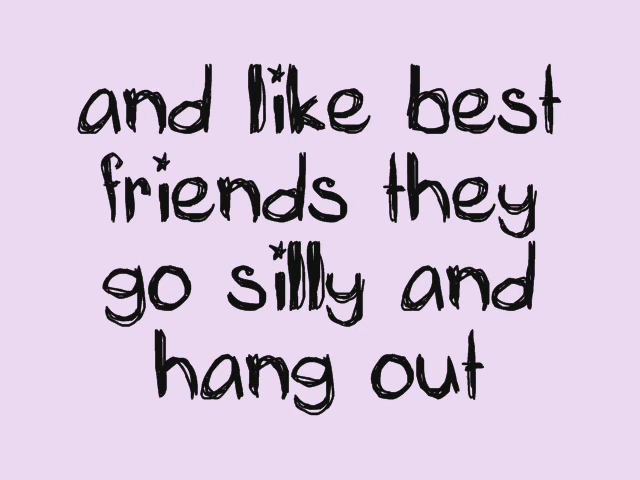 and like best
friends they
go silly and
hang out